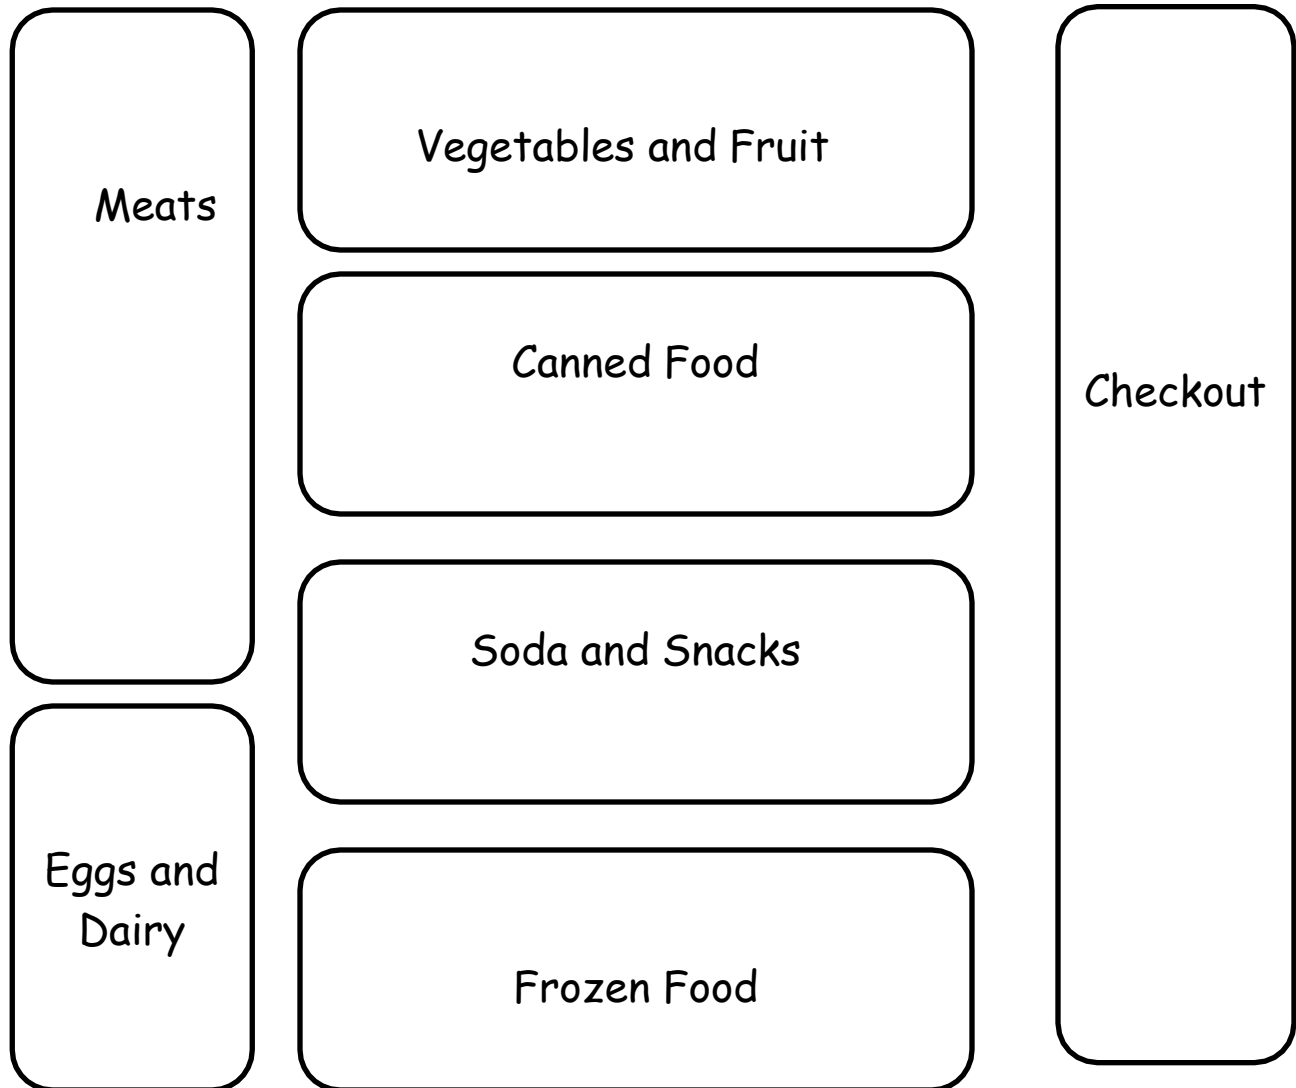 Vegetables and Fruit
Meats
Canned Food
Checkout
Soda and Snacks
Eggs and
Dairy
Frozen Food